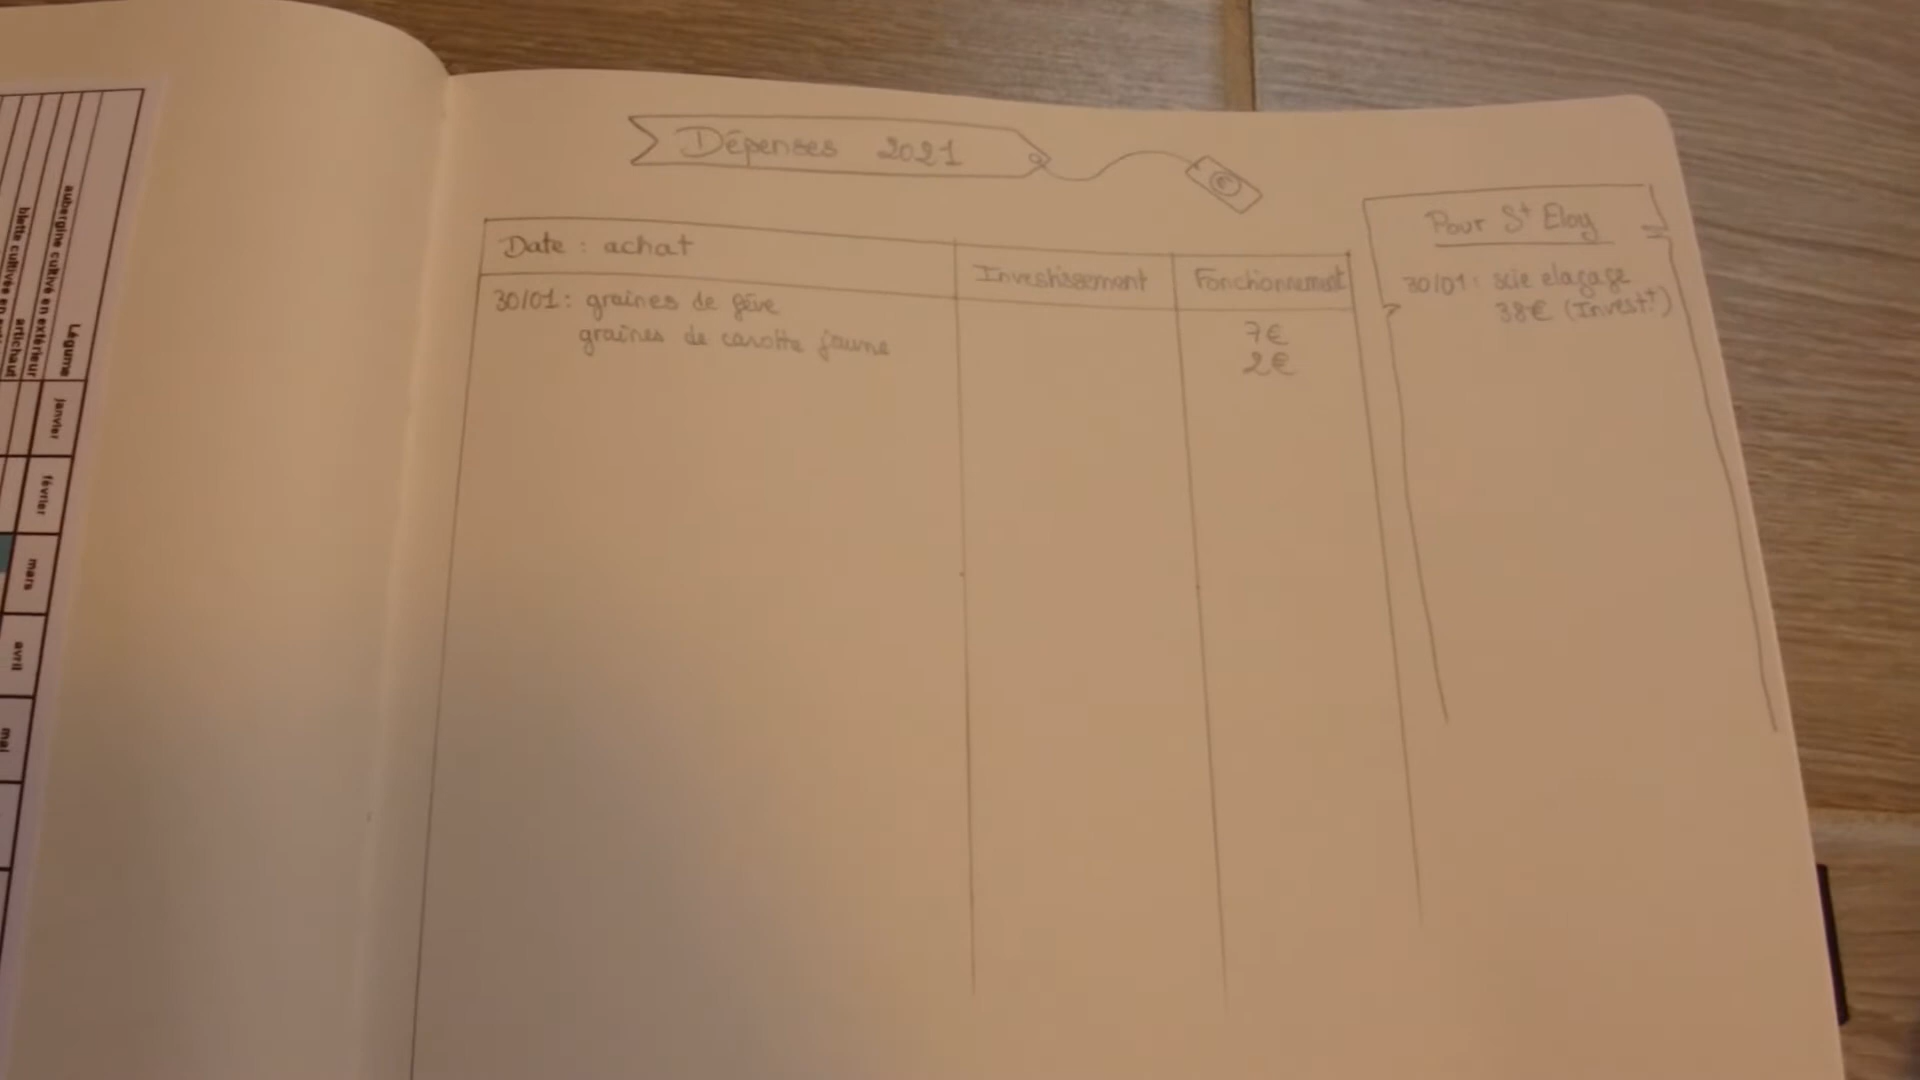 Dépenses 2021
Date : achat
Investissement
Fonctionnement
30/01 : graines de fève
7€
graines de carotte jaune
2€
Pour St Eloy
30/01 : scie elagage
38€ (Invest.t)
Légume
janvier
février
mars
avril
mai
aubergine cultivé en extérieur
artichaut
blette cultivée en